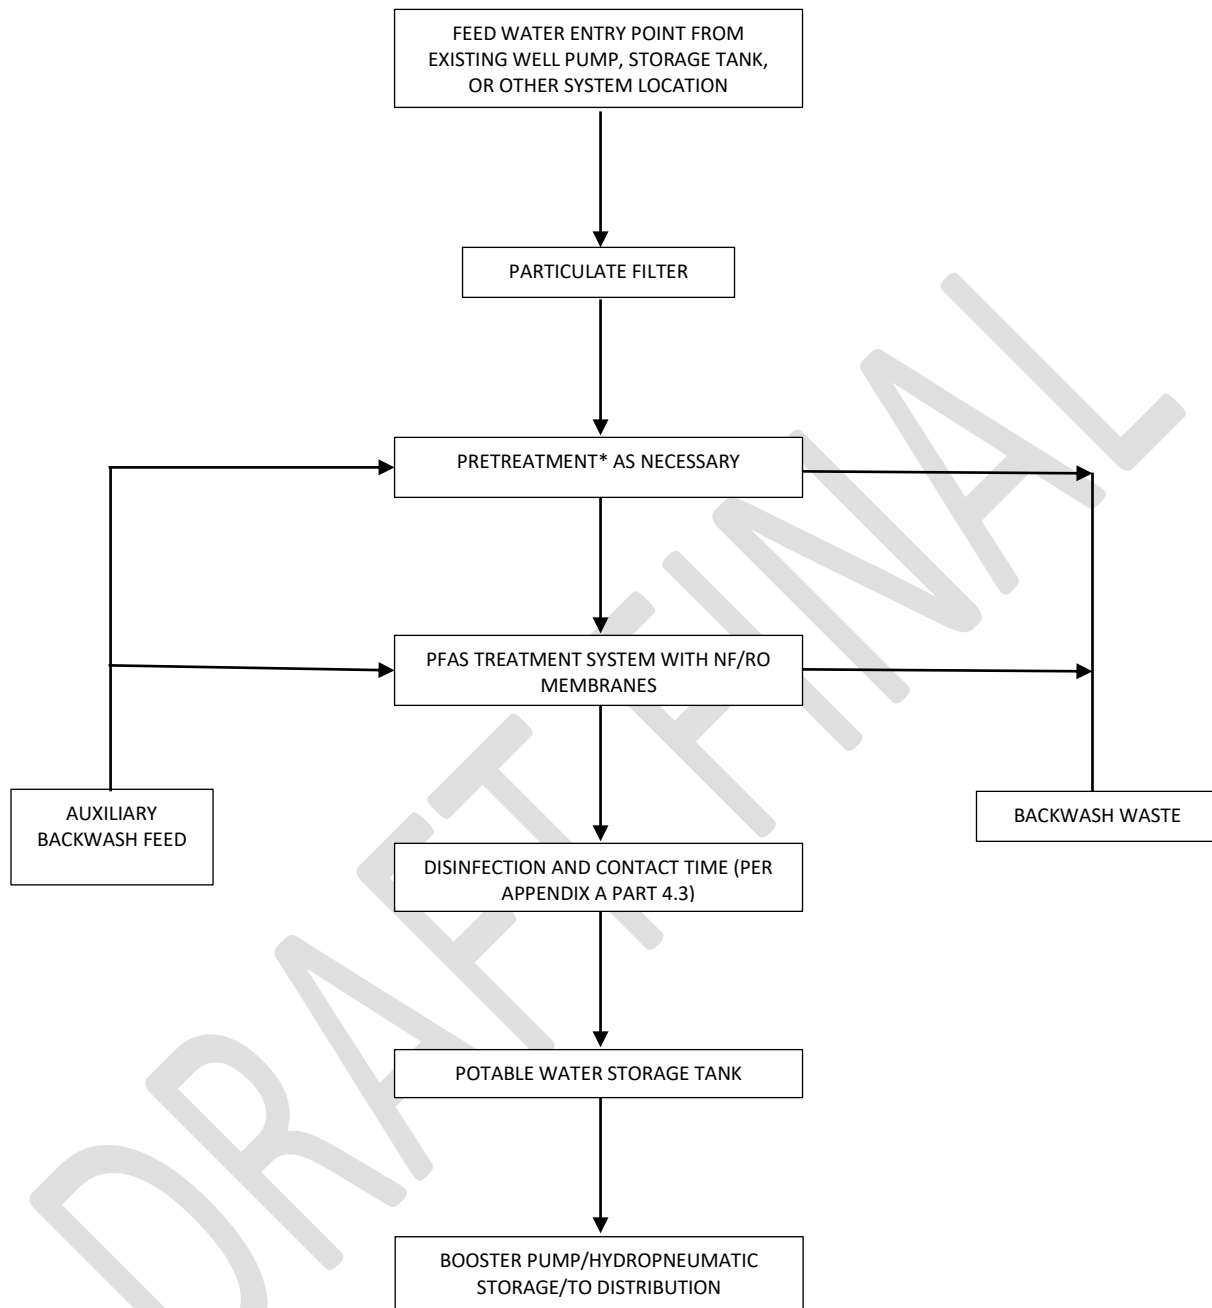 FEED WATER ENTRY POINT FROM
EXISTING WELL PUMP, STORAGE TANK,
OR OTHER SYSTEM LOCATION
PARTICULATE FILTER
PRETREATMENT* AS NECESSARY
PFAS TREATMENT SYSTEM WITH NF/RO
MEMBRANES
AUXILIARY
BACKWASH FEED
BACKWASH WASTE
DISINFECTION AND CONTACT TIME (PER
APPENDIX A PART 4.3)
POTABLE WATER STORAGE TANK
BOOSTER PUMP/HYDROPNEUMATIC
STORAGE/TO DISTRIBUTION
DRAFT FINAL